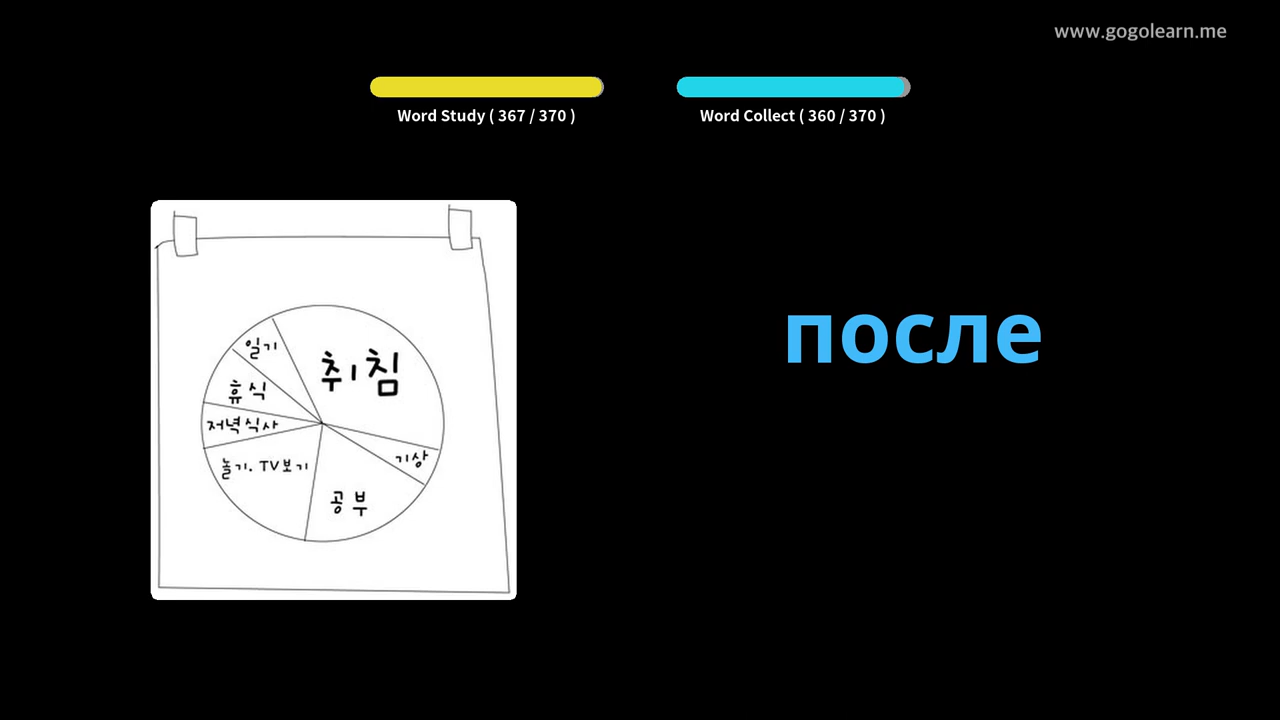 www.gogolearn.me
Word Study ( 367 / 370 )
Word Collect ( 360 / 370 )
일기
취침
휴식
저녁식사
놀기. TV보기
기상
공부
после